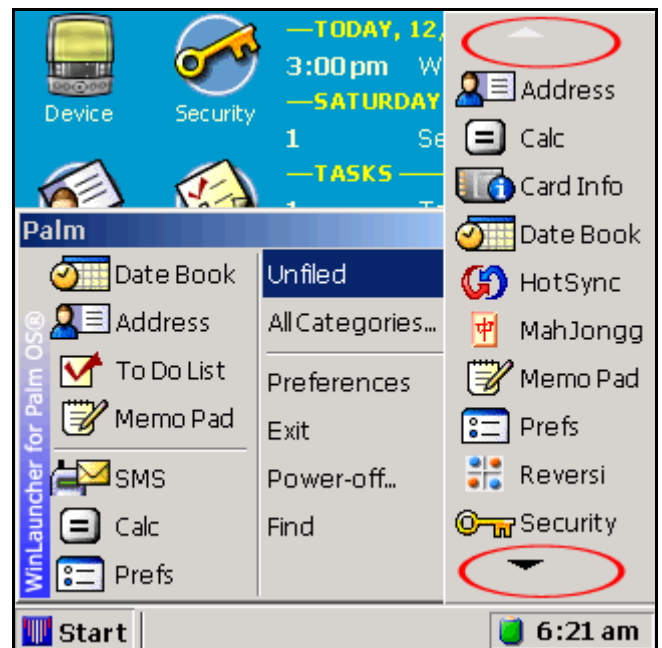 —TODAY, 12,
3:00 pm W
—SATURDAY
1 Se
—TASKS—
Device
Security
Palm
Date Book
Address
To Do List
Memo Pad
SMS
Calc
Prefs
WinLauncher for Palm OS®
Unfiled
All Categories...
Preferences
Exit
Power-off...
Find
Address
Calc
Card Info
Date Book
HotSync
MahJongg
中
Memo Pad
Prefs
Reversi
Security
Start
6:21 am